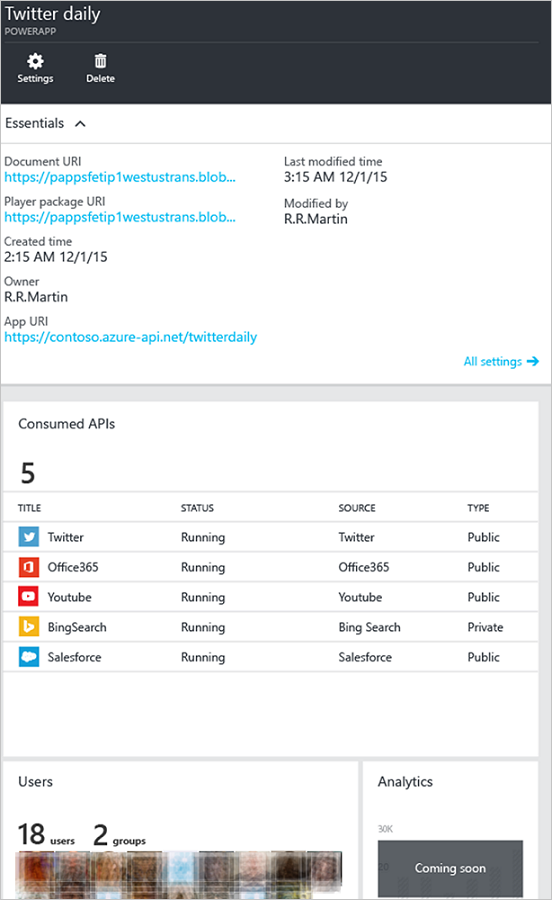 Twitter daily
POWERAPP
Settings
Delete
Essentials
Document URI
https://pappsfetip1westustrans.blob...
Last modified time
3:15 AM 12/1/15
Player package URI
https://pappsfetip1westustrans.blob...
Modified by
R.R.Martin
Created time
2:15 AM 12/1/15
Owner
R.R.Martin
App URI
https://contoso.azure-api.net/twitterdaily
All settings
Consumed APIs
5
TITLE STATUS SOURCE TYPE
Twitter Running Twitter Public
Office365 Running Office365 Public
Youtube Running Youtube Public
BingSearch Running Bing Search Private
Salesforce Running Salesforce Public
Users
18 users 2 groups
Analytics
30K
20
Coming soon